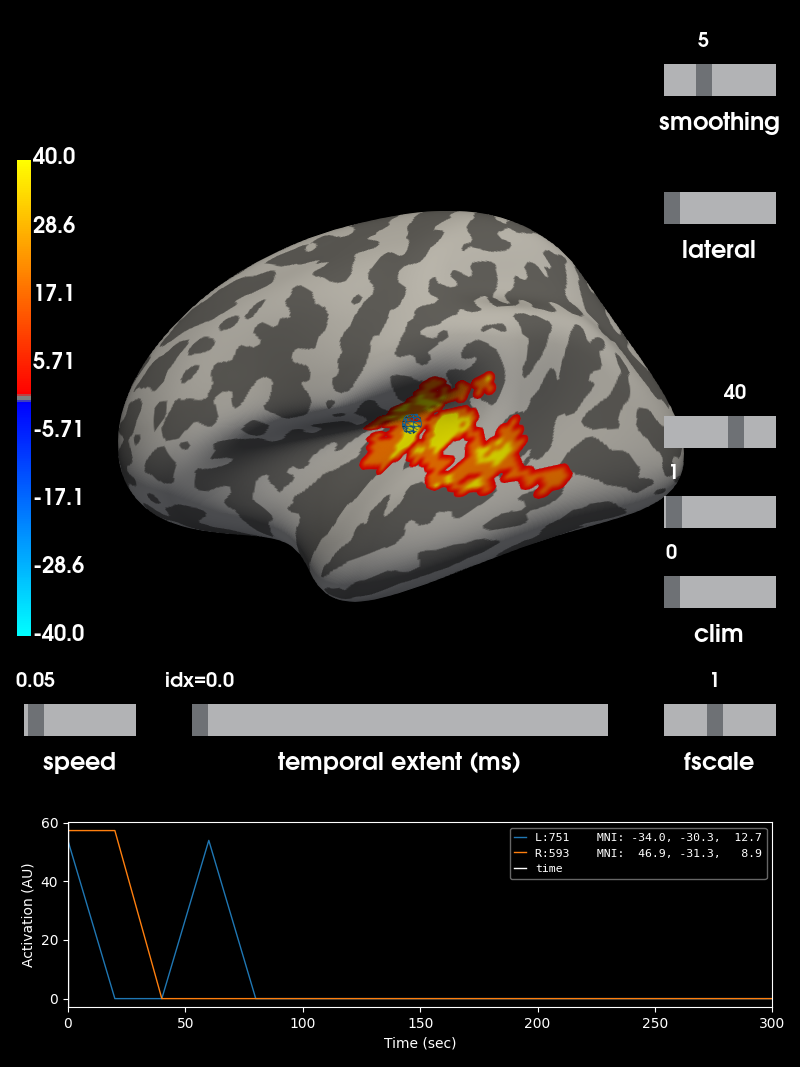 5
smoothing
40.0
28.6
17.1
5.71
-5.71
-17.1
-28.6
-40.0
lateral
40
1
0
clim
0.05
speed
idx=0.0
temporal extent (ms)
1
fscale
60
40
20
0
Activation (AU)
L:751 MNI: -34.0, -30.3, 12.7
R:593 MNI: 46.9, -31.3, 8.9
time
0 50 100 150 200 250 300
Time (sec)